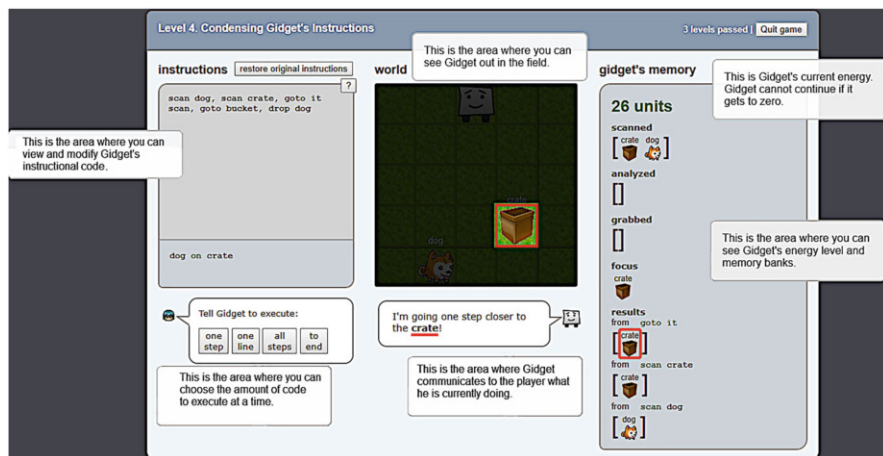 Level 4. Condensing Gidget's Instructions
3 levels passed | Quit game
instructions
restore original instructions
?
scan dog, scan crate, goto it
scan, goto bucket, drop dog
This is the area where you can
view and modify Gidget's
instructional code.
dog on crate
Tell Gidget to execute:
one step
one line
all steps
to end
This is the area where you can
choose the amount of code
to execute at a time.
world
This is the area where you can
see Gidget out in the field.
crate
dog
I'm going one step closer to
the crate!
This is the area where Gidget
communicates to the player what
he is currently doing.
gidget's memory
This is Gidget's current energy.
Gidget cannot continue if it
gets to zero.
26 units
scanned
[ crate dog ]
analyzed
[ ]
grabbed
[ ]
This is the area where you can
see Gidget's energy level and
memory banks.
focus
crate
results
from goto it
[ crate ]
from scan crate
[ crate ]
from scan dog
[ dog ]